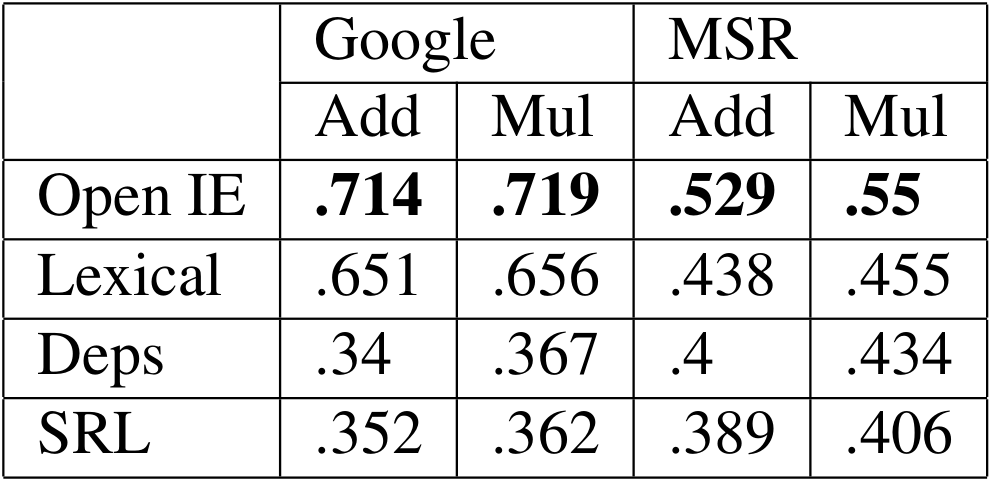 Google MSR
Add Mul Add Mul
Open IE .714 .719 .529 .55
Lexical .651 .656 .438 .455
Deps .34 .367 .4 .434
SRL .352 .362 .389 .406